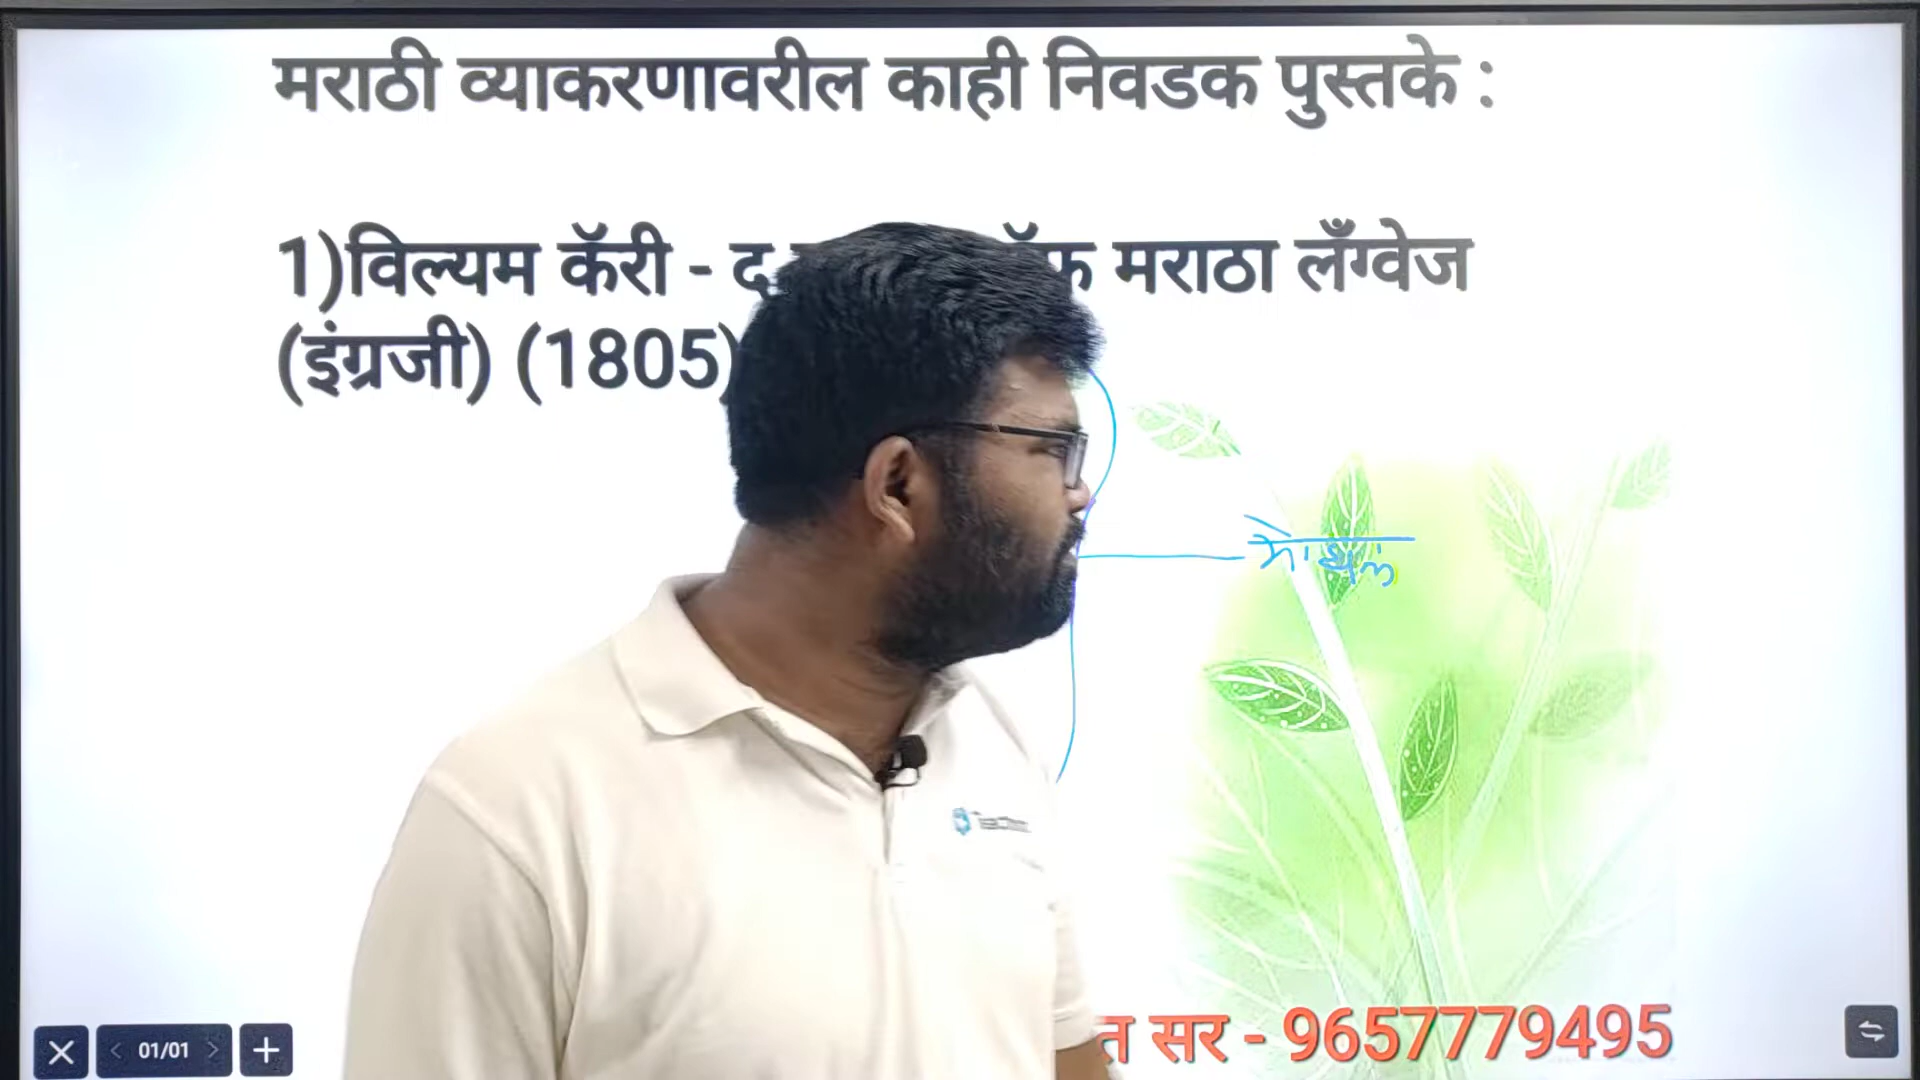 मराठी व्याकरणावरील काही निवडक पुस्तके :
1)विल्यम कॅरी - द मराठा लँग्वेज
(इंग्रजी) (1805)
सर - 9657779495
01/01